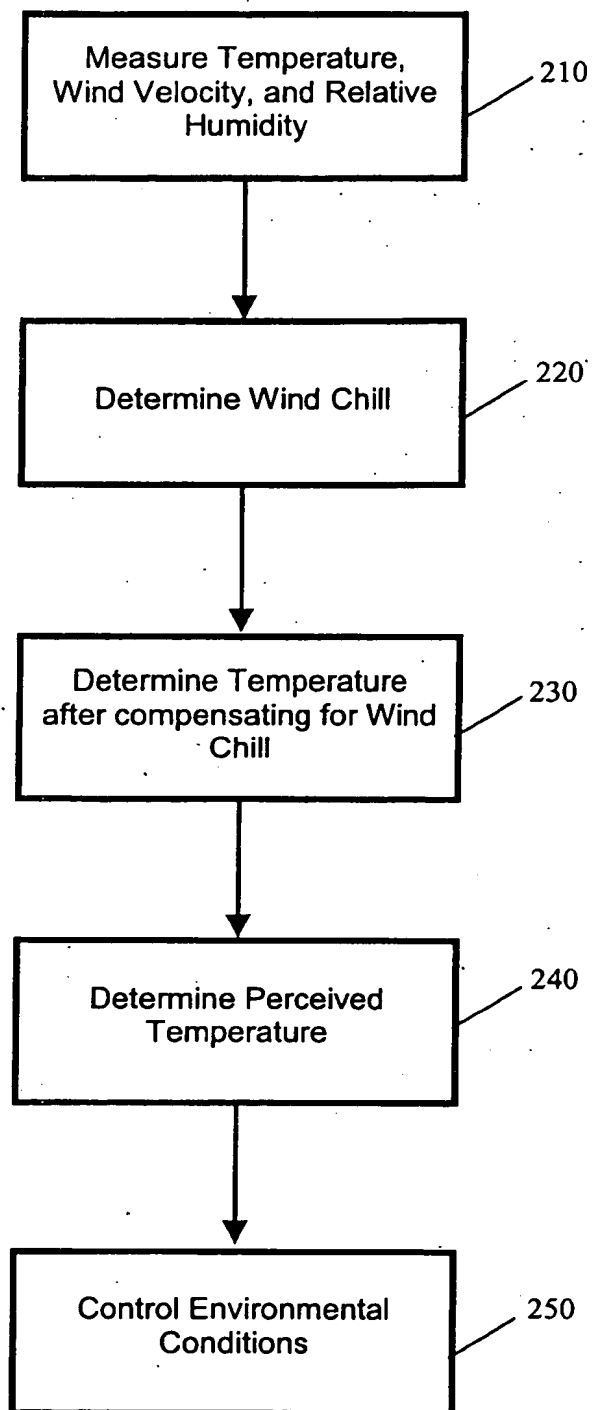 Measure Temperature,
Wind Velocity, and Relative
Humidity
210
Determine Wind Chill
220
Determine Temperature
after compensating for Wind
Chill
230
Determine Perceived
Temperature
240
Control Environmental
Conditions
250